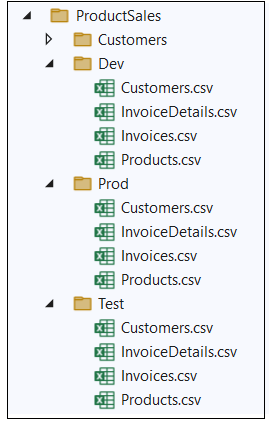 ProductSales
Customers
Dev
Customers.csv
InvoiceDetails.csv
Invoices.csv
Products.csv
Prod
Customers.csv
InvoiceDetails.csv
Invoices.csv
Products.csv
Test
Customers.csv
InvoiceDetails.csv
Invoices.csv
Products.csv